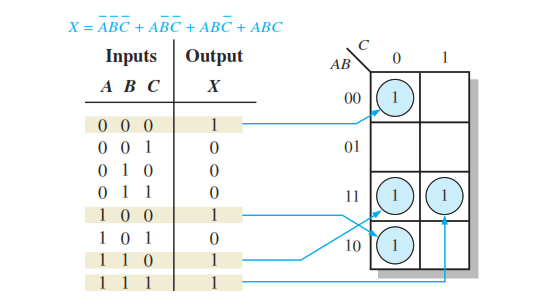 X = A̅B̅C̅ + AB̅C̅ + ABC̅ + ABC
Inputs Output
A B C X
0 0 0 1
0 0 1 0
0 1 0 0
0 1 1 0
1 0 0 1
1 0 1 0
1 1 0 1
1 1 1 1
C
AB 0 1
00 1
01
11 1 1
10 1